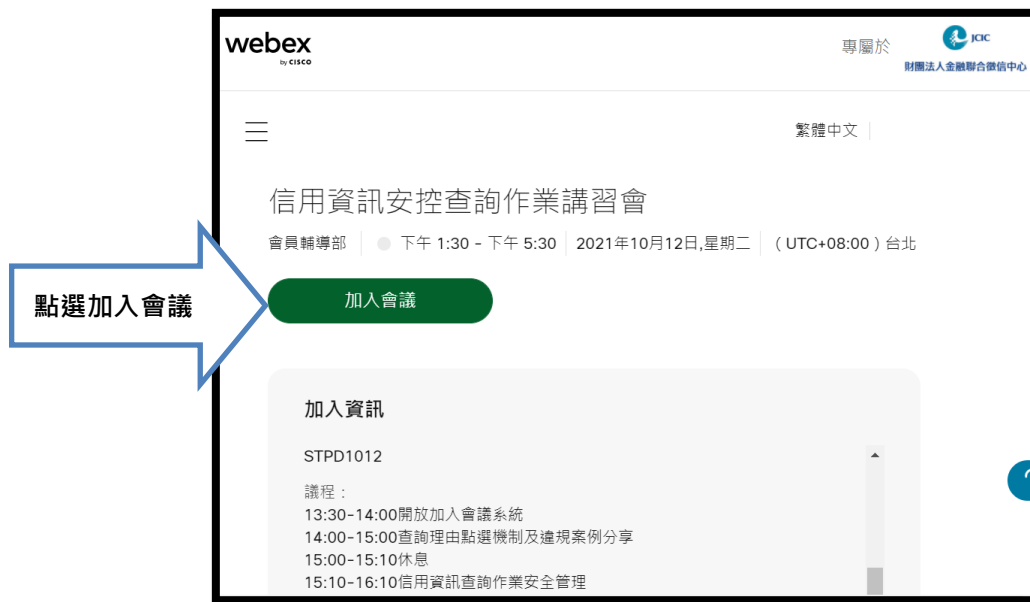 webex
by CISCO
專屬於
JCIC
財團法人金融聯合徵信中心
繁體中文
信用資訊安控查詢作業講習會
會員輔導部 下午 1:30 - 下午 5:30 2021年10月12日,星期二 (UTC+08:00)台北
點選加入會議
加入會議
加入資訊
STPD1012
議程：
13:30-14:00開放加入會議系統
14:00-15:00查詢理由點選機制及違規案例分享
15:00-15:10休息
15:10-16:10信用資訊查詢作業安全管理